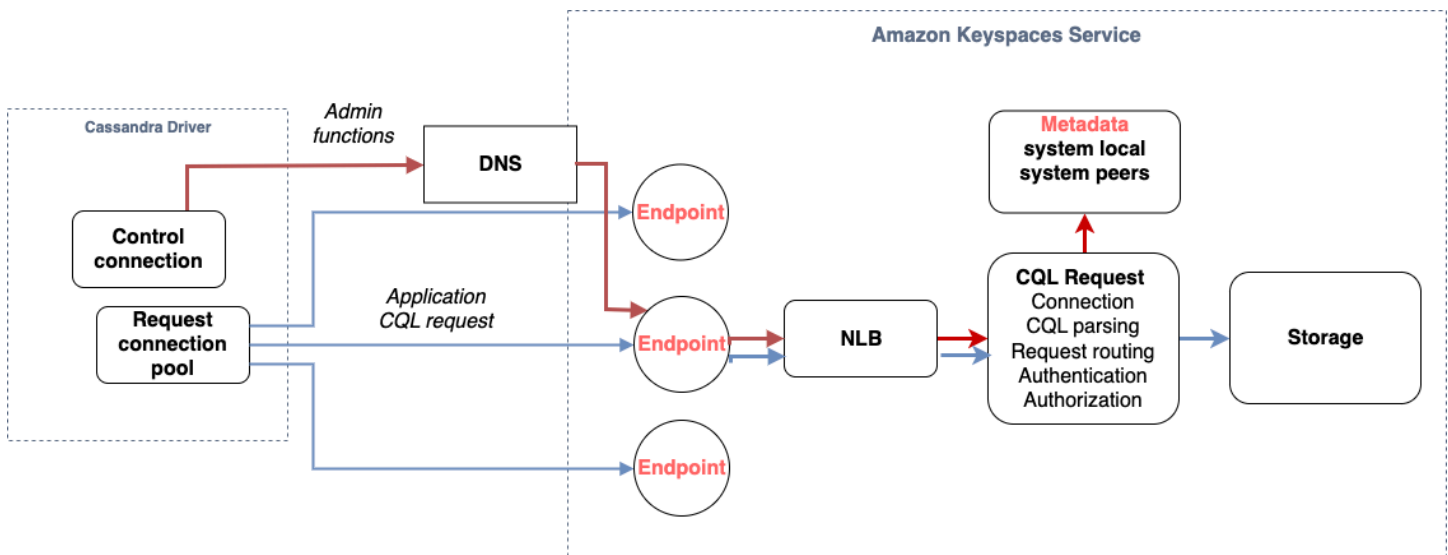 Amazon Keyspaces Service
Cassandra Driver
Admin
functions
DNS
Metadata
system local
system peers
Endpoint
Control
connection
Application
CQL request
Request
connection
pool
Endpoint
NLB
CQL Request
Connection
CQL parsing
Request routing
Authentication
Authorization
Storage
Endpoint